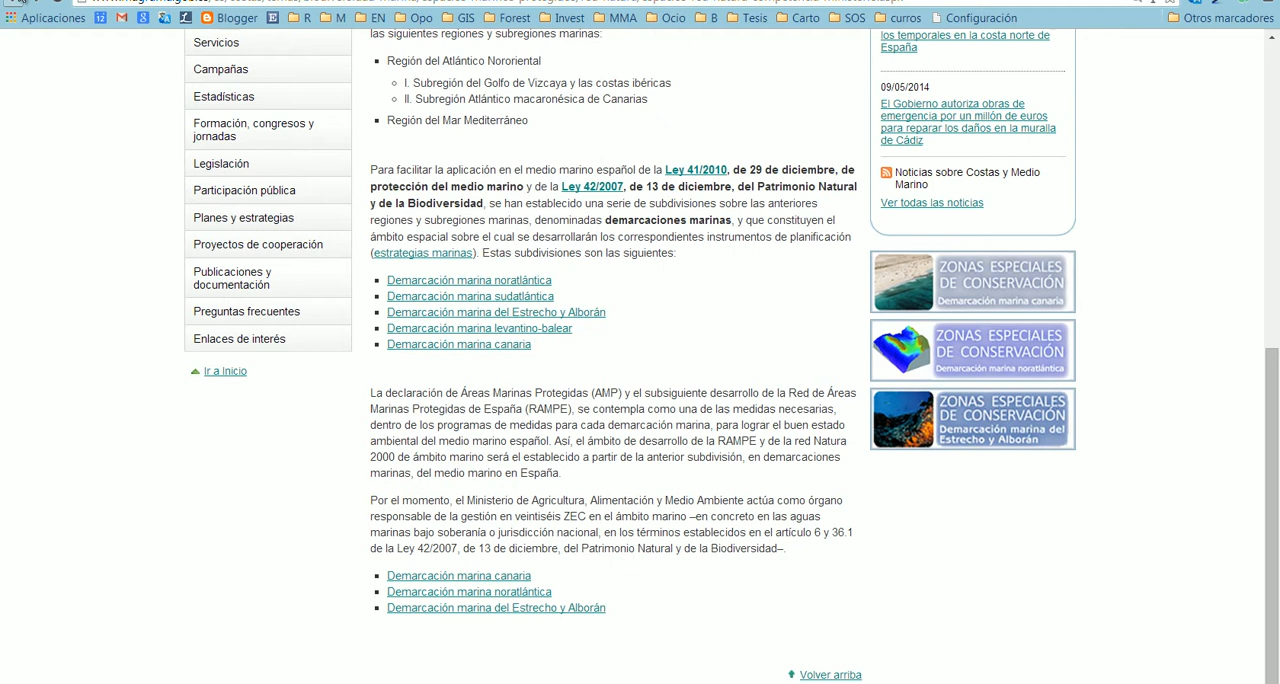 Aplicaciones Blogger R M EN Opo GIS Forest Invest MMA Ocio B Tesis Carto SOS curros Configuración Otros marcadores
Servicios
Campañas
Estadísticas
Formación, congresos y
jornadas
Legislación
Participación pública
Planes y estrategias
Proyectos de cooperación
Publicaciones y
documentación
Preguntas frecuentes
Enlaces de interés
Ir a Inicio
las siguientes regiones y subregiones marinas:
Región del Atlántico Nororiental
I. Subregión del Golfo de Vizcaya y las costas ibéricas
II. Subregión Atlántico macaronésica de Canarias
Región del Mar Mediterráneo
Para facilitar la aplicación en el medio marino español de la Ley 41/2010, de 29 de diciembre, de
protección del medio marino y de la Ley 42/2007, de 13 de diciembre, del Patrimonio Natural
y de la Biodiversidad, se han establecido una serie de subdivisiones sobre las anteriores
regiones y subregiones marinas, denominadas demarcaciones marinas, y que constituyen el
ámbito espacial sobre el cual se desarrollarán los correspondientes instrumentos de planificación
(estrategias marinas). Estas subdivisiones son las siguientes:
Demarcación marina noratlántica
Demarcación marina sudatlántica
Demarcación marina del Estrecho y Alborán
Demarcación marina levantino-balear
Demarcación marina canaria
La declaración de Áreas Marinas Protegidas (AMP) y el subsiguiente desarrollo de la Red de Áreas
Marinas Protegidas de España (RAMPE), se contempla como una de las medidas necesarias,
dentro de los programas de medidas para cada demarcación marina, para lograr el buen estado
ambiental del medio marino español. Así, el ámbito de desarrollo de la RAMPE y de la red Natura
2000 de ámbito marino será el establecido a partir de la anterior subdivisión, en demarcaciones
marinas, del medio marino en España.
Por el momento, el Ministerio de Agricultura, Alimentación y Medio Ambiente actúa como órgano
responsable de la gestión en veintiséis ZEC en el ámbito marino –en concreto en las aguas
marinas bajo soberanía o jurisdicción nacional, en los términos establecidos en el artículo 6 y 36.1
de la Ley 42/2007, de 13 de diciembre, del Patrimonio Natural y de la Biodiversidad–.
Demarcación marina canaria
Demarcación marina noratlántica
Demarcación marina del Estrecho y Alborán
Volver arriba
los temporales en la costa norte de
España
09/05/2014
El Gobierno autoriza obras de
emergencia por un millón de euros
para reparar los daños en la muralla
de Cádiz
Noticias sobre Costas y Medio
Marino
Ver todas las noticias
ZONAS ESPECIALES
DE CONSERVACIÓN
Demarcación marina canaria
ZONAS ESPECIALES
DE CONSERVACIÓN
Demarcación marina noratlántica
ZONAS ESPECIALES
DE CONSERVACIÓN
Demarcación marina del
Estrecho y Alborán